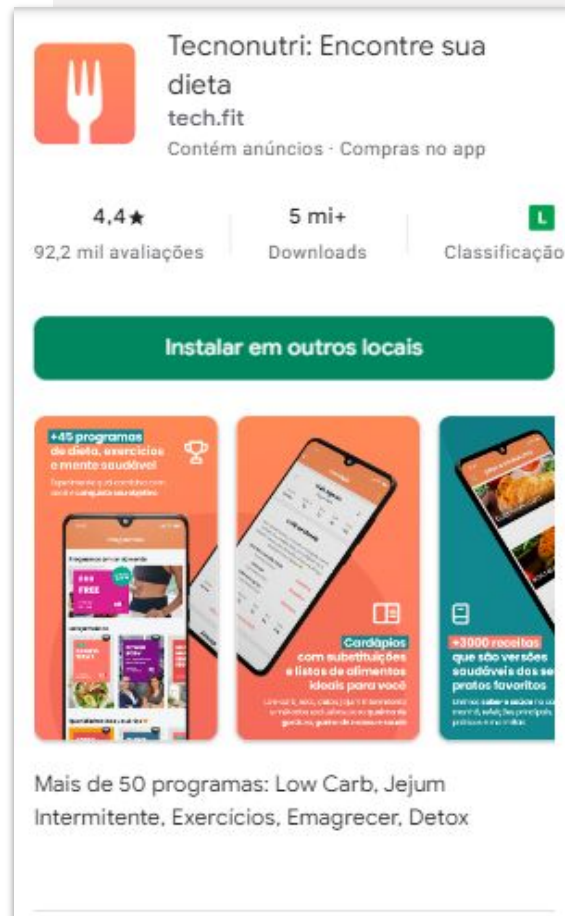 Tecnonutri: Encontre sua
dieta
tech.fit
Contém anúncios · Compras no app
4,4★
92,2 mil avaliações
5 mi+
Downloads
L
Classificação
Instalar em outros locais
+45 programas
de dieta, exercícios
e mente saudável
FREE
Cardápios
com substituições
e listas de alimentos
ideais para você
+3000 receitas
que são versões
saudáveis dos se
pratos favoritos
Mais de 50 programas: Low Carb, Jejum
Intermitente, Exercicios, Emagrecer, Detox